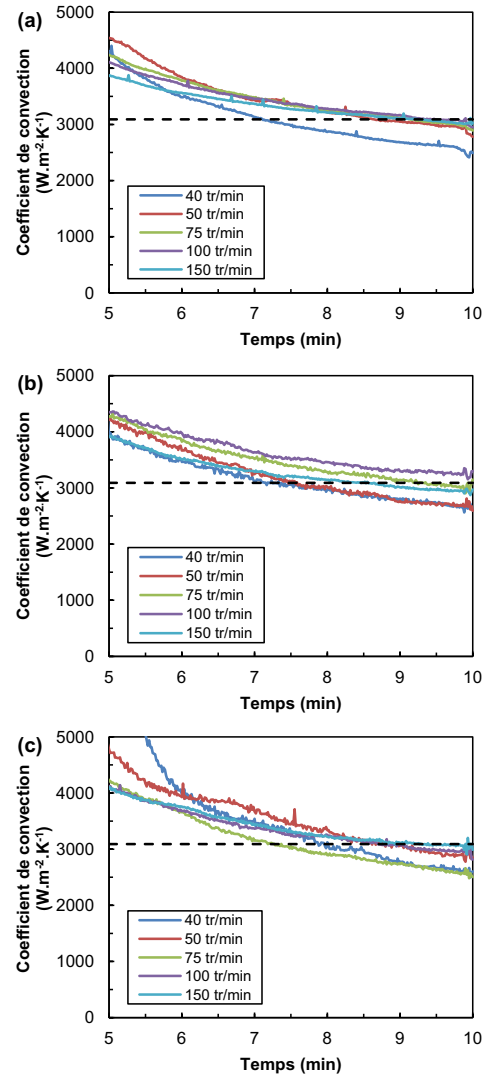 (a)
5000
4000
3000
2000
1000
0
Coefficient de convection
(W.m-2.K-1)
40 tr/min
50 tr/min
75 tr/min
100 tr/min
150 tr/min
5 6 7 8 9 10
Temps (min)
(b)
5000
4000
3000
2000
1000
0
Coefficient de convection
(W.m-2.K-1)
40 tr/min
50 tr/min
75 tr/min
100 tr/min
150 tr/min
5 6 7 8 9 10
Temps (min)
(c)
5000
4000
3000
2000
1000
0
Coefficient de convection
(W.m-2.K-1)
40 tr/min
50 tr/min
75 tr/min
100 tr/min
150 tr/min
5 6 7 8 9 10
Temps (min)